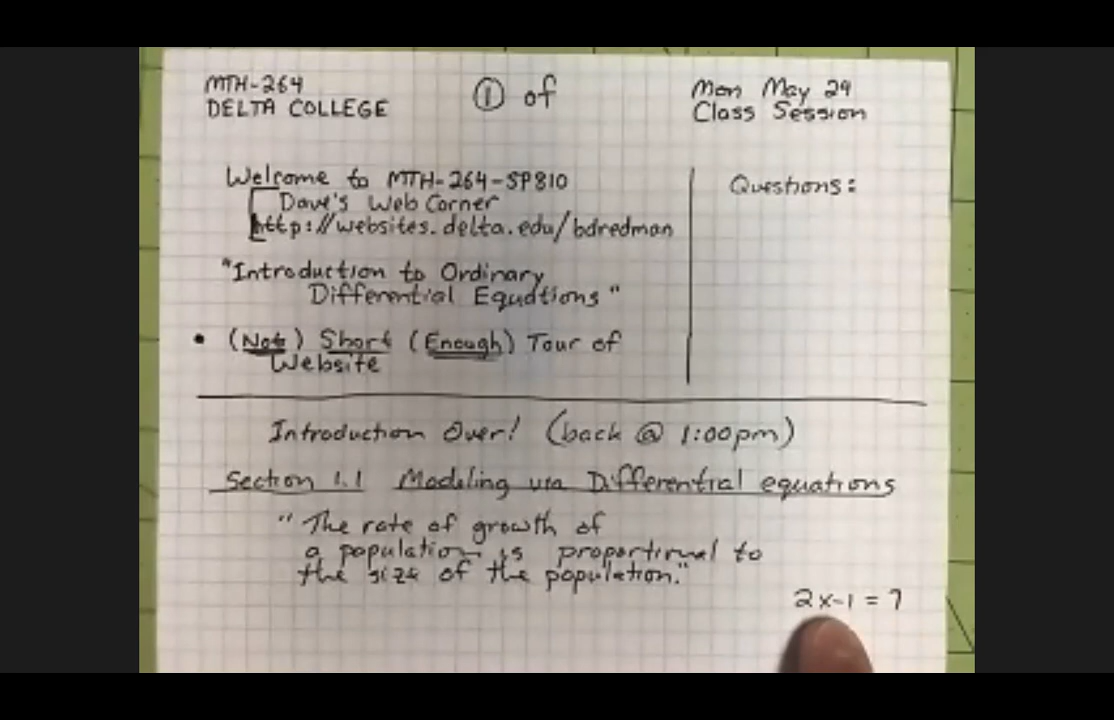 MTH-264
DELTA COLLEGE
① of
Mon May 29
Class Session
Welcome to MTH-264-SP810
Dave's Web Corner
http://websites.delta.edu/bdredman
"Introduction to Ordinary
Differential Equations"
• (Not) Short (Enough) Tour of
Website
Questions:
Introduction Over! (back @ 1:00pm)
Section 1.1 Modeling via Differential equations
"The rate of growth of
a population is proportional to
the size of the population."
2x-1 = 7